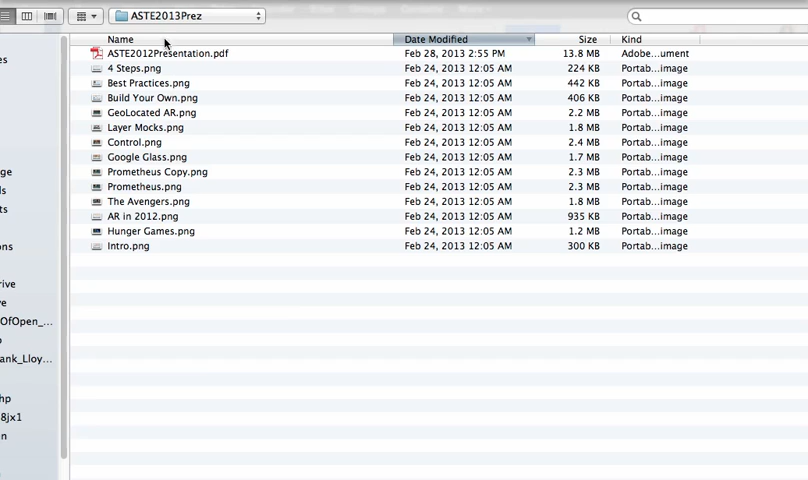 ASTE2013Prez
Name Date Modified Size Kind
ASTE2012Presentation.pdf Feb 28, 2013 2:55 PM 13.8 MB Adobe...ument
4 Steps.png Feb 24, 2013 12:05 AM 224 KB Portab...image
Best Practices.png Feb 24, 2013 12:05 AM 442 KB Portab...image
Build Your Own.png Feb 24, 2013 12:05 AM 406 KB Portab...image
GeoLocated AR.png Feb 24, 2013 12:05 AM 2.2 MB Portab...image
Layer Mocks.png Feb 24, 2013 12:05 AM 1.8 MB Portab...image
Control.png Feb 24, 2013 12:05 AM 2.4 MB Portab...image
Google Glass.png Feb 24, 2013 12:05 AM 1.7 MB Portab...image
ge Prometheus Copy.png Feb 24, 2013 12:05 AM 2.3 MB Portab...image
Prometheus.png Feb 24, 2013 12:05 AM 2.3 MB Portab...image
The Avengers.png Feb 24, 2013 12:05 AM 1.8 MB Portab...image
ts AR in 2012.png Feb 24, 2013 12:05 AM 935 KB Portab...image
Hunger Games.png Feb 24, 2013 12:05 AM 1.2 MB Portab...image
ons Intro.png Feb 24, 2013 12:05 AM 300 KB Portab...image
rive
ve
OfOpen_...
ank_Lloy...
hp
8jx1
n